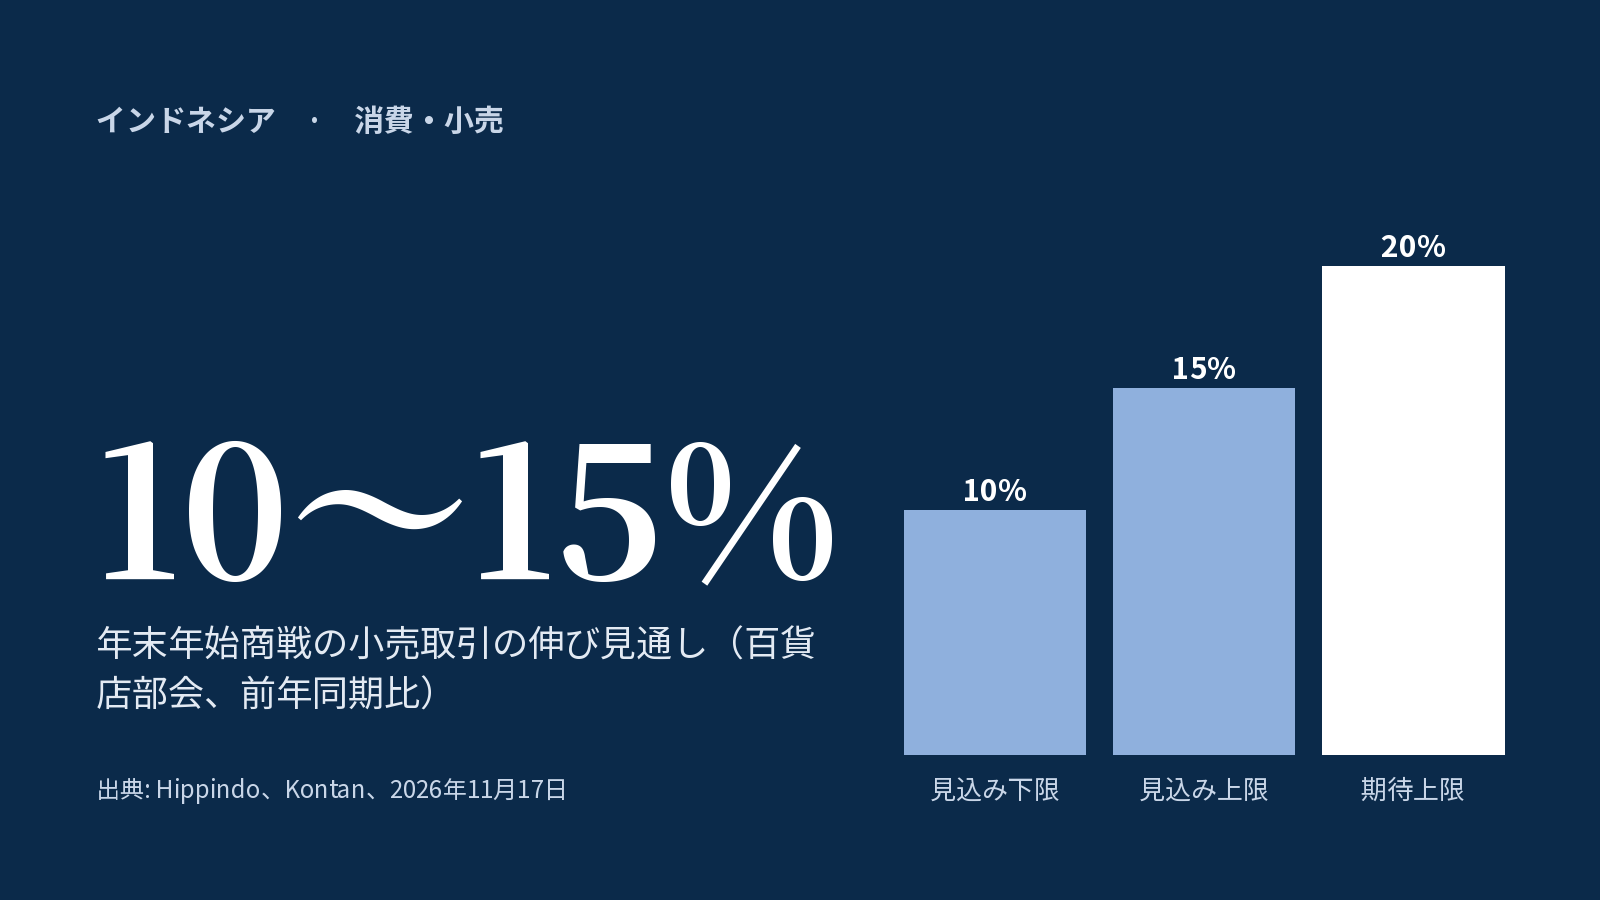 インドネシア · 消費・小売
10〜15%
年末年始商戦の小売取引の伸び見通し（百貨
店部会、前年同期比）
出典: Hippindo、Kontan、2026年11月17日
10%
15%
20%
見込み下限
見込み上限
期待上限